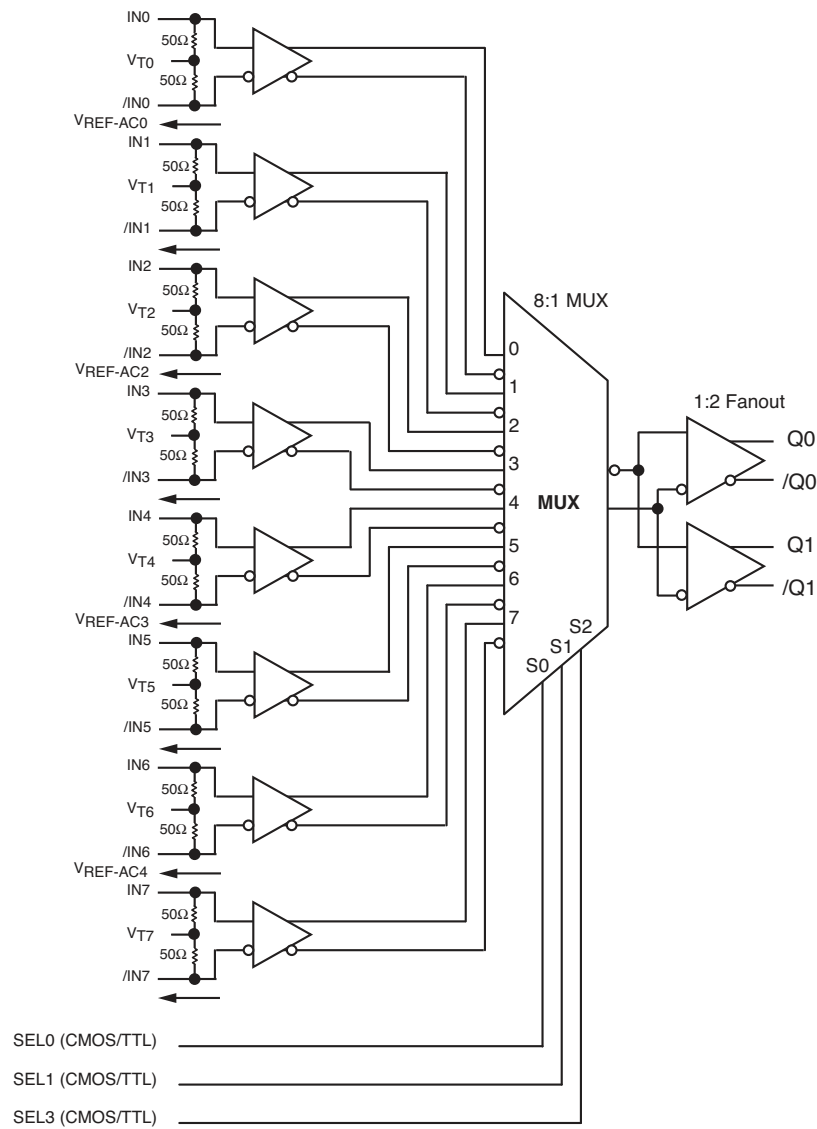 IN0
50Ω
VT0
50Ω
/IN0
VREF-AC0
IN1
50Ω
VT1
50Ω
/IN1
IN2
50Ω
VT2
50Ω
/IN2
VREF-AC2
IN3
50Ω
VT3
50Ω
/IN3
IN4
50Ω
VT4
50Ω
/IN4
VREF-AC3
IN5
50Ω
VT5
50Ω
/IN5
IN6
50Ω
VT6
50Ω
/IN6
VREF-AC4
IN7
50Ω
VT7
50Ω
/IN7
8:1 MUX
0
1
2
3
4
5
6
7
MUX
S0
S1
S2
1:2 Fanout
Q0
/Q0
Q1
/Q1
SEL0 (CMOS/TTL)
SEL1 (CMOS/TTL)
SEL3 (CMOS/TTL)